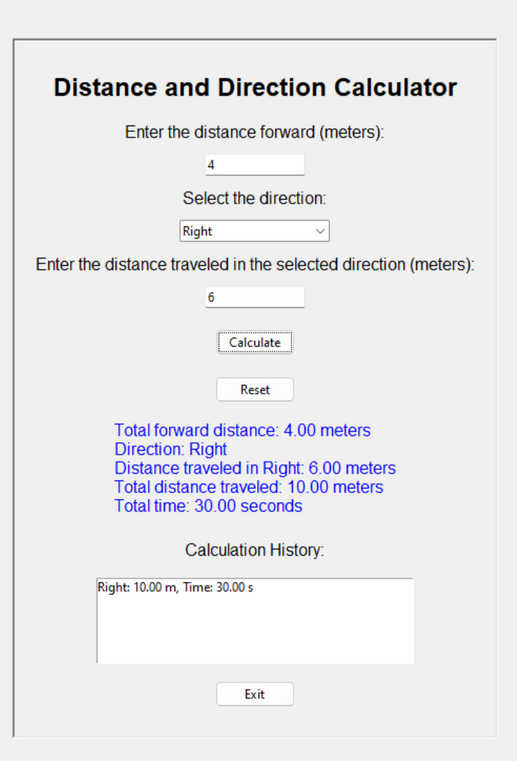 Distance and Direction Calculator
Enter the distance forward (meters):
4
Select the direction:
Right
Enter the distance traveled in the selected direction (meters):
6
Calculate
Reset
Total forward distance: 4.00 meters
Direction: Right
Distance traveled in Right: 6.00 meters
Total distance traveled: 10.00 meters
Total time: 30.00 seconds
Calculation History:
Right: 10.00 m, Time: 30.00 s
Exit